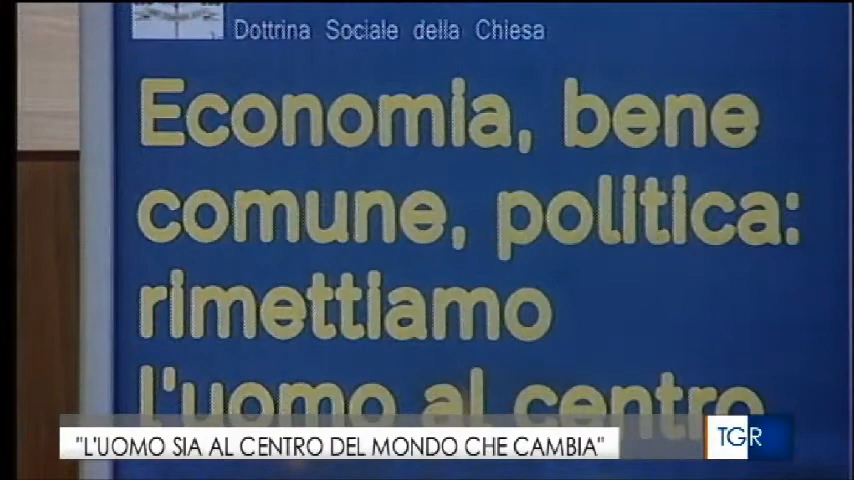 Dottrina Sociale della Chiesa
Economia, bene
comune, politica:
rimettiamo
l'uomo al centro
"L'UOMO SIA AL CENTRO DEL MONDO CHE CAMBIA"
TGR